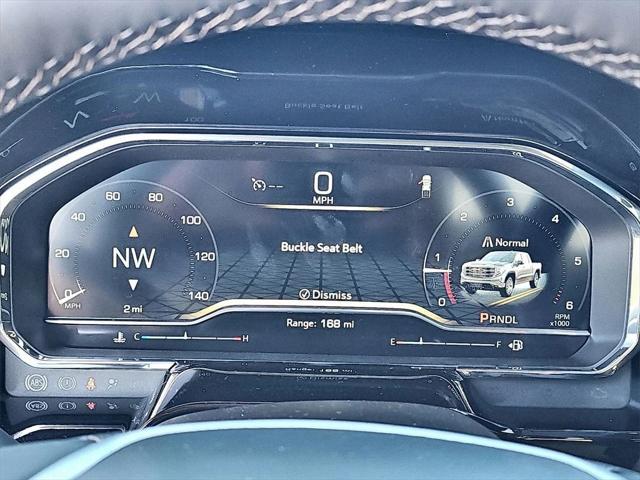 0
MPH
Buckle Seat Belt
Dismiss
Range: 168 mi
0 20 40 60 80 100 120 140
MPH
NW
2 mi
C H
0 1 2 3 4 5 6
Normal
PRNDL
RPM
x1000
E F
ABS